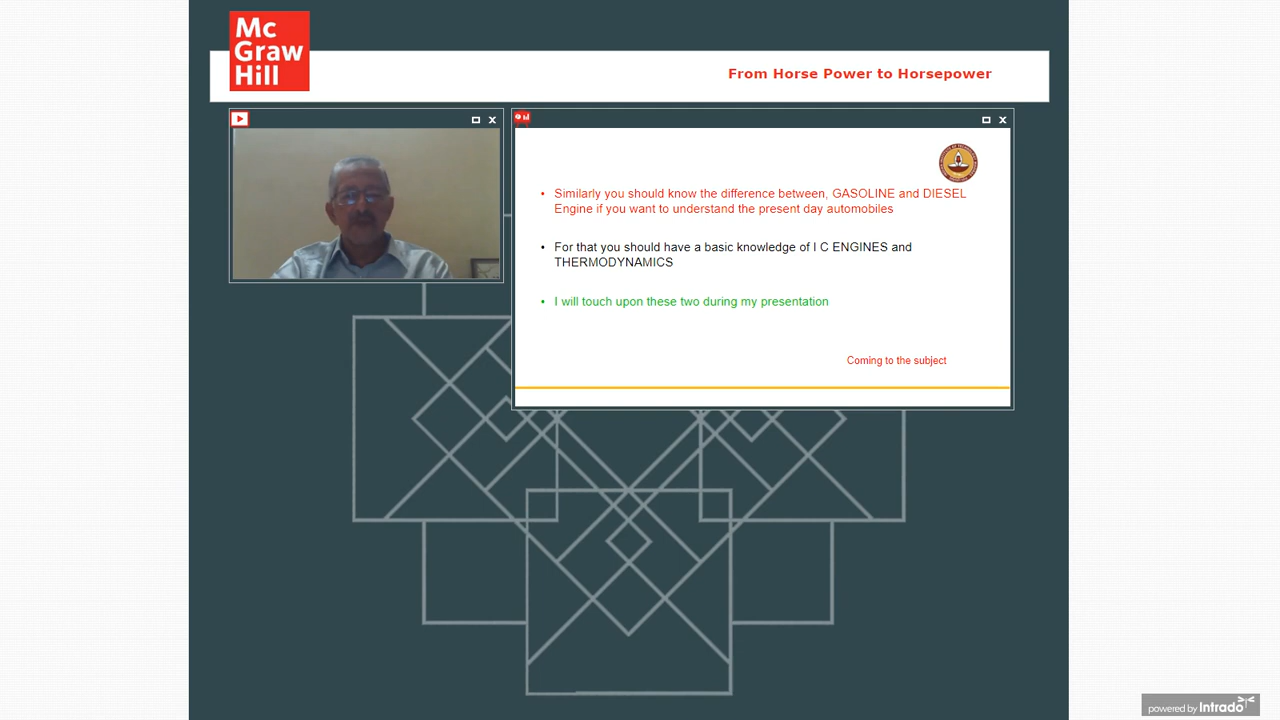 Mc
Graw
Hill
From Horse Power to Horsepower
• Similarly you should know the difference between, GASOLINE and DIESEL
Engine if you want to understand the present day automobiles
• For that you should have a basic knowledge of I C ENGINES and
THERMODYNAMICS
• I will touch upon these two during my presentation
Coming to the subject
powered by Intrado